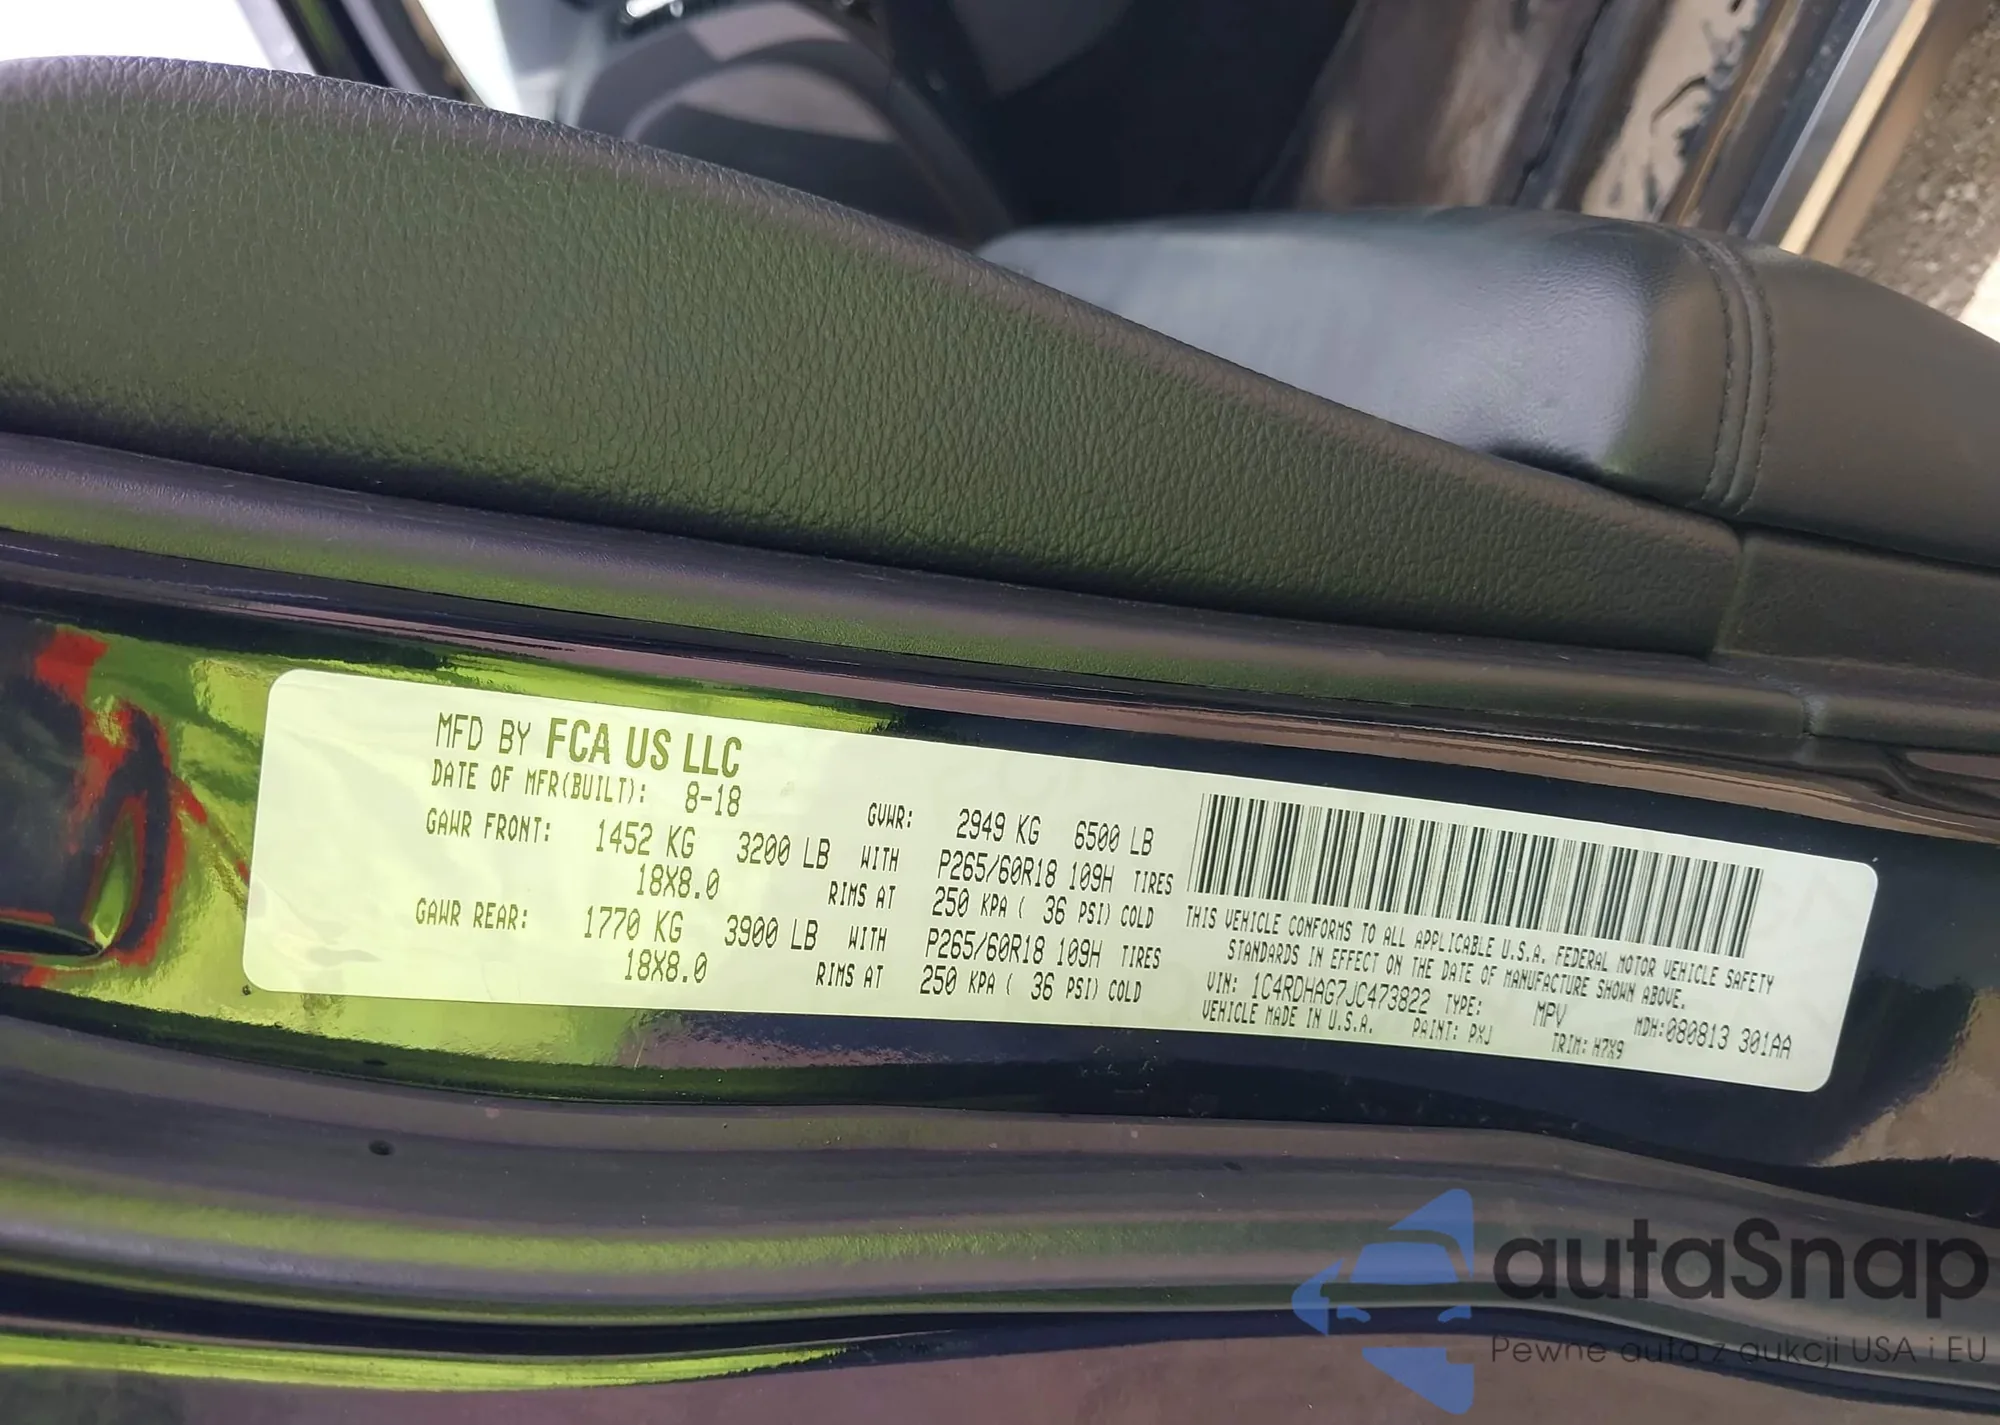 MFD BY FCA US LLC
DATE OF MFR(BUILT): 8-18 GVWR: 2949 KG 6500 LB
GAWR FRONT: 1452 KG 3200 LB WITH P265/60R18 109H TIRES
18X8.0 RIMS AT 250 KPA ( 36 PSI) COLD
GAWR REAR: 1770 KG 3900 LB WITH P265/60R18 109H TIRES
18X8.0 RIMS AT 250 KPA ( 36 PSI) COLD
THIS VEHICLE CONFORMS TO ALL APPLICABLE U.S.A. FEDERAL MOTOR VEHICLE SAFETY
STANDARDS IN EFFECT ON THE DATE OF MANUFACTURE SHOWN ABOVE.
VIN: 1C4RDHAG7JC473822 TYPE: MPV MDH:080813 301AA
VEHICLE MADE IN U.S.A. PAINT: PXJ TRIM: H7X9
autaSnap
Pewne auta z aukcji USA i EU